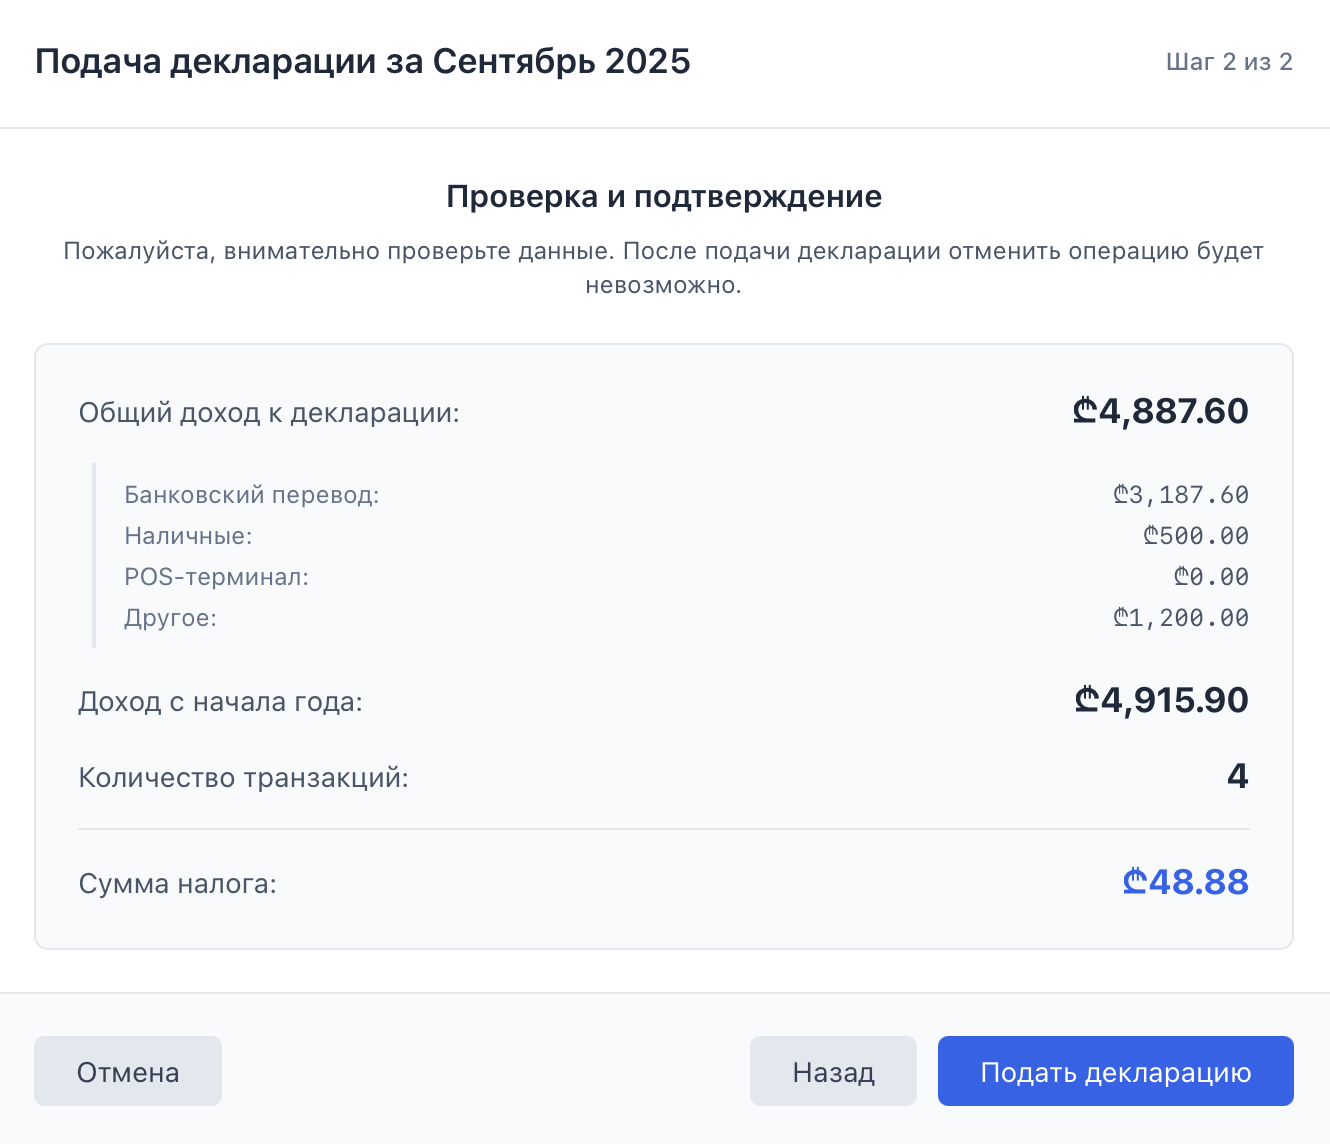 Подача декларации за Сентябрь 2025
Шаг 2 из 2
Проверка и подтверждение
Пожалуйста, внимательно проверьте данные. После подачи декларации отменить операцию будет
невозможно.
Общий доход к декларации: ₾4,887.60
Банковский перевод: ₾3,187.60
Наличные: ₾500.00
POS-терминал: ₾0.00
Другое: ₾1,200.00
Доход с начала года: ₾4,915.90
Количество транзакций: 4
Сумма налога: ₾48.88
Отмена
Назад
Подать декларацию